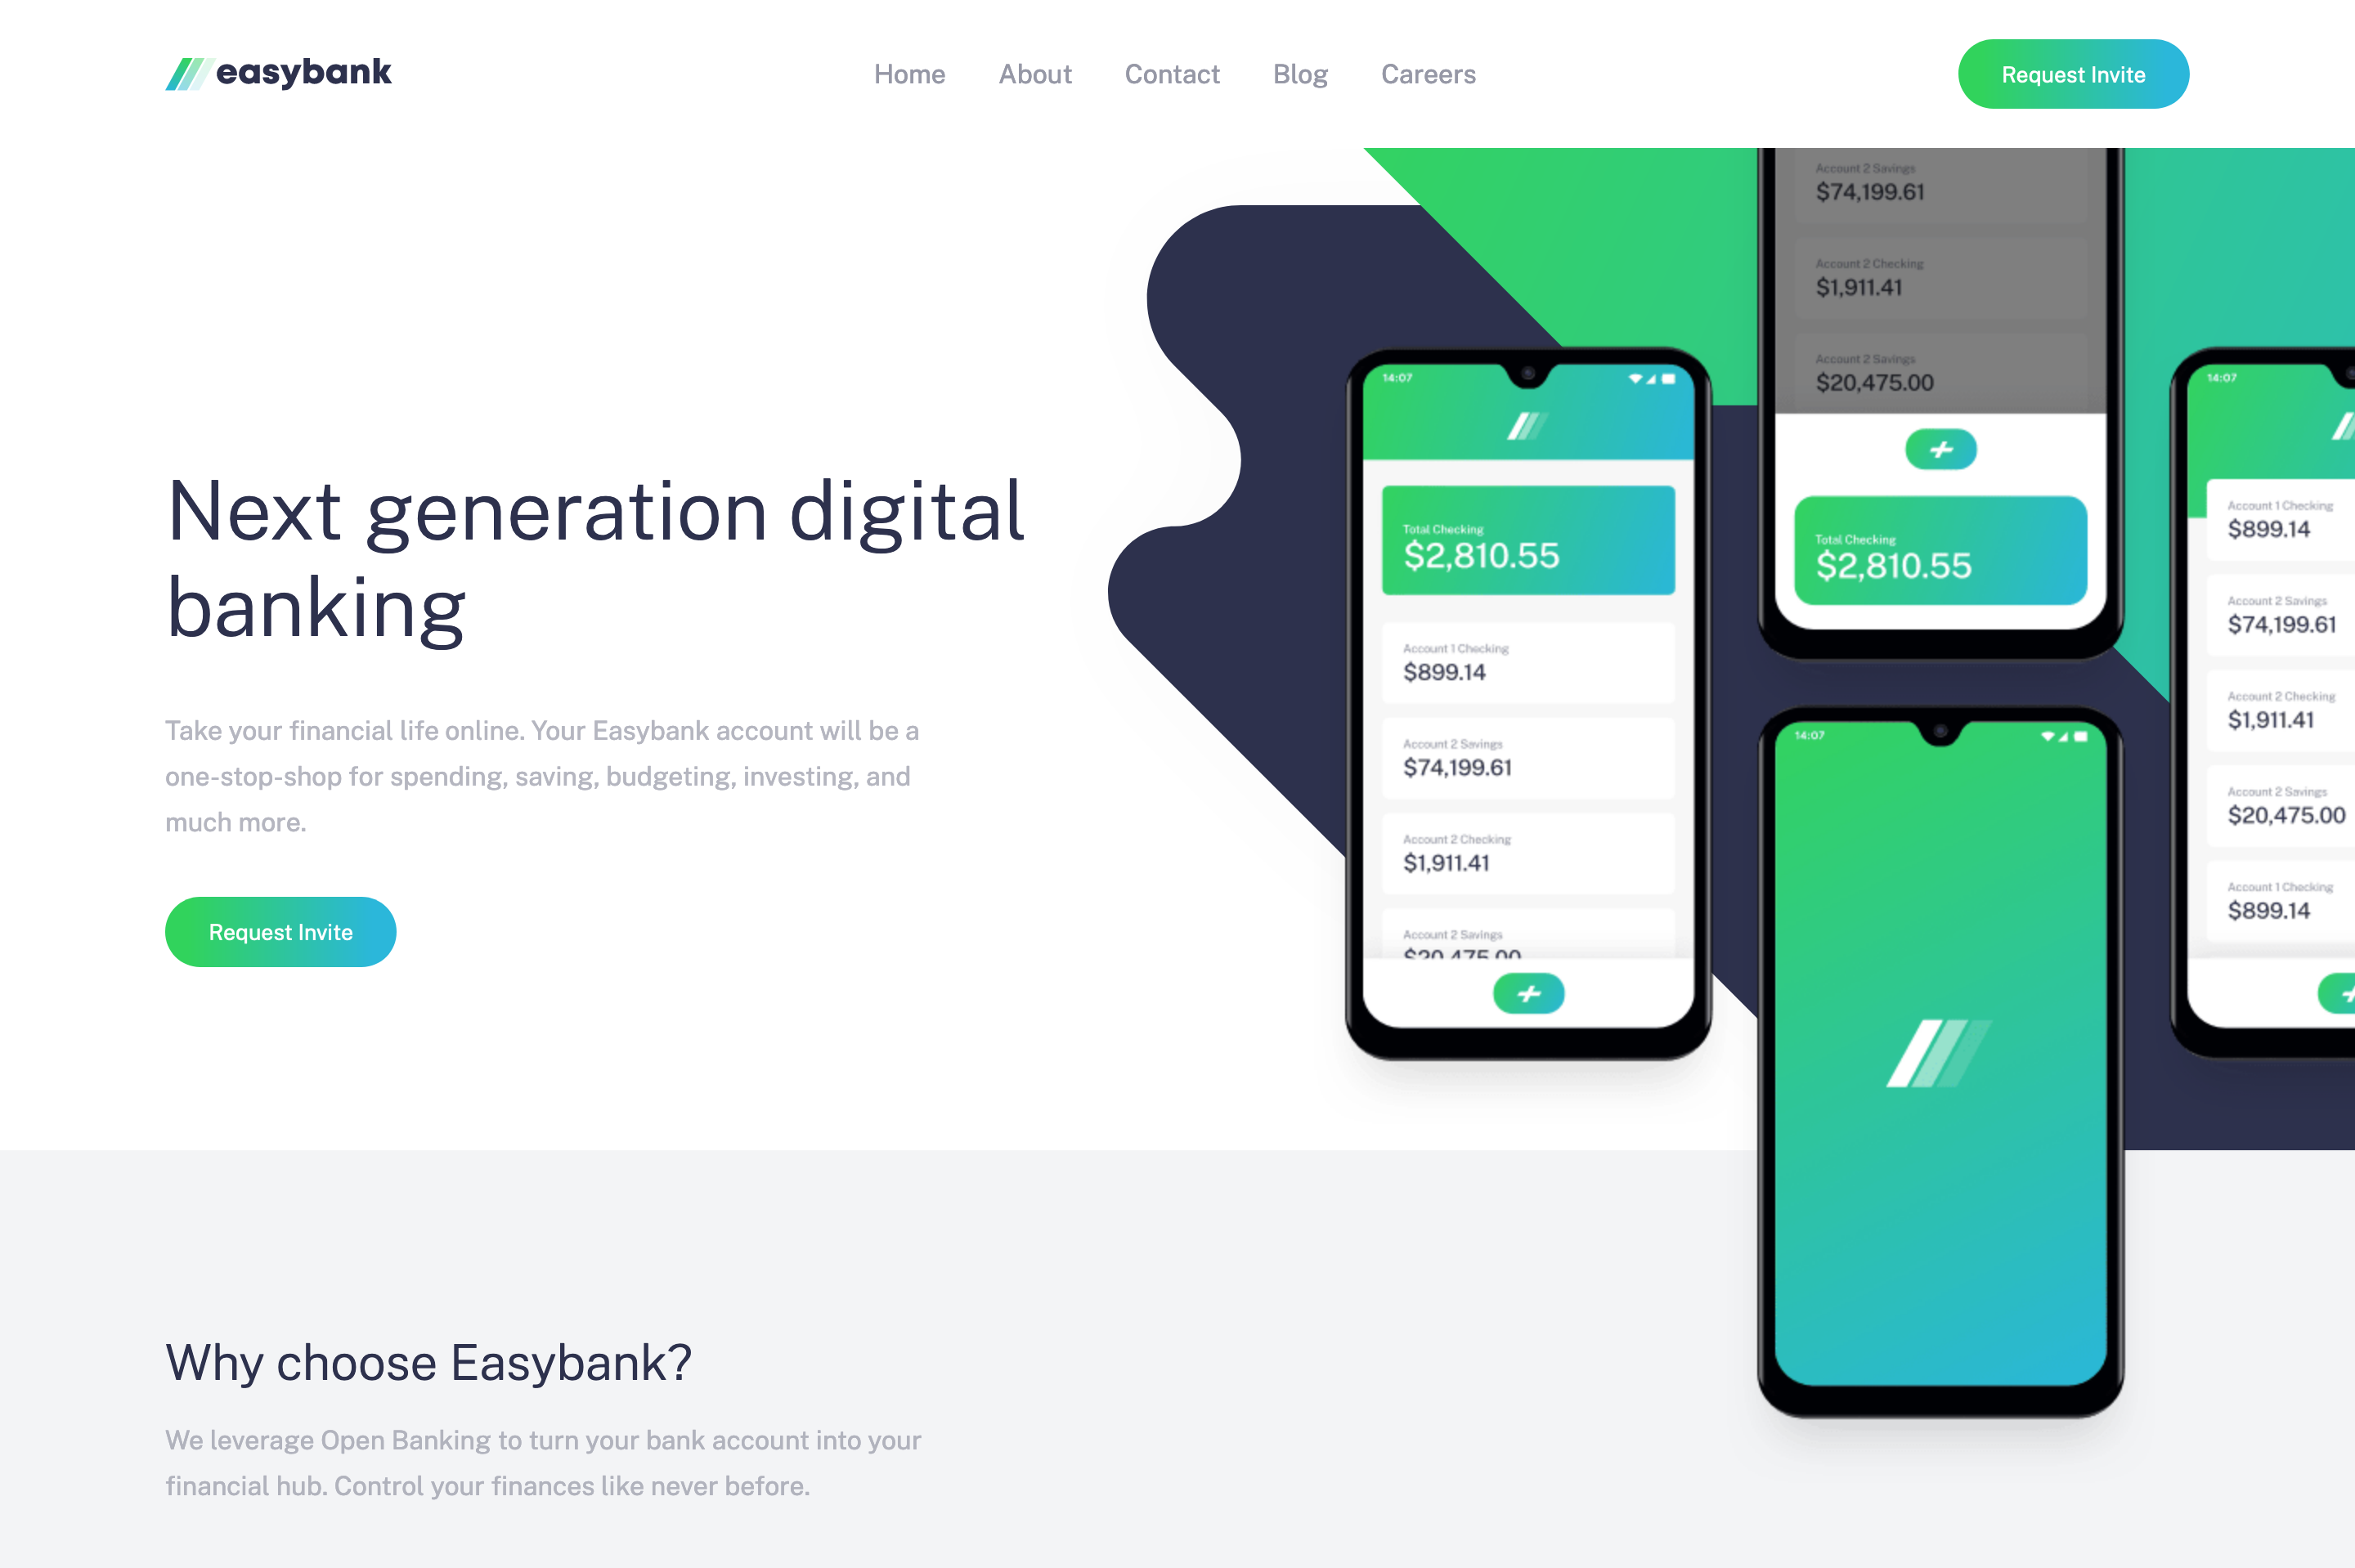 easybank
Home
About
Contact
Blog
Careers
Request Invite
Next generation digital
banking
Take your financial life online. Your Easybank account will be a
one-stop-shop for spending, saving, budgeting, investing, and
much more.
Request Invite
14:07
Total Checking
$2,810.55
Account 1 Checking
$899.14
Account 2 Savings
$74,199.61
Account 2 Checking
$1,911.41
Account 2 Savings
$20,475.00
Account 2 Savings
$74,199.61
Account 2 Checking
$1,911.41
Account 2 Savings
$20,475.00
Total Checking
$2,810.55
14:07
14:07
Account 1 Checking
$899.14
Account 2 Savings
$74,199.61
Account 2 Checking
$1,911.41
Account 2 Savings
$20,475.00
Account 1 Checking
$899.14
Why choose Easybank?
We leverage Open Banking to turn your bank account into your
financial hub. Control your finances like never before.